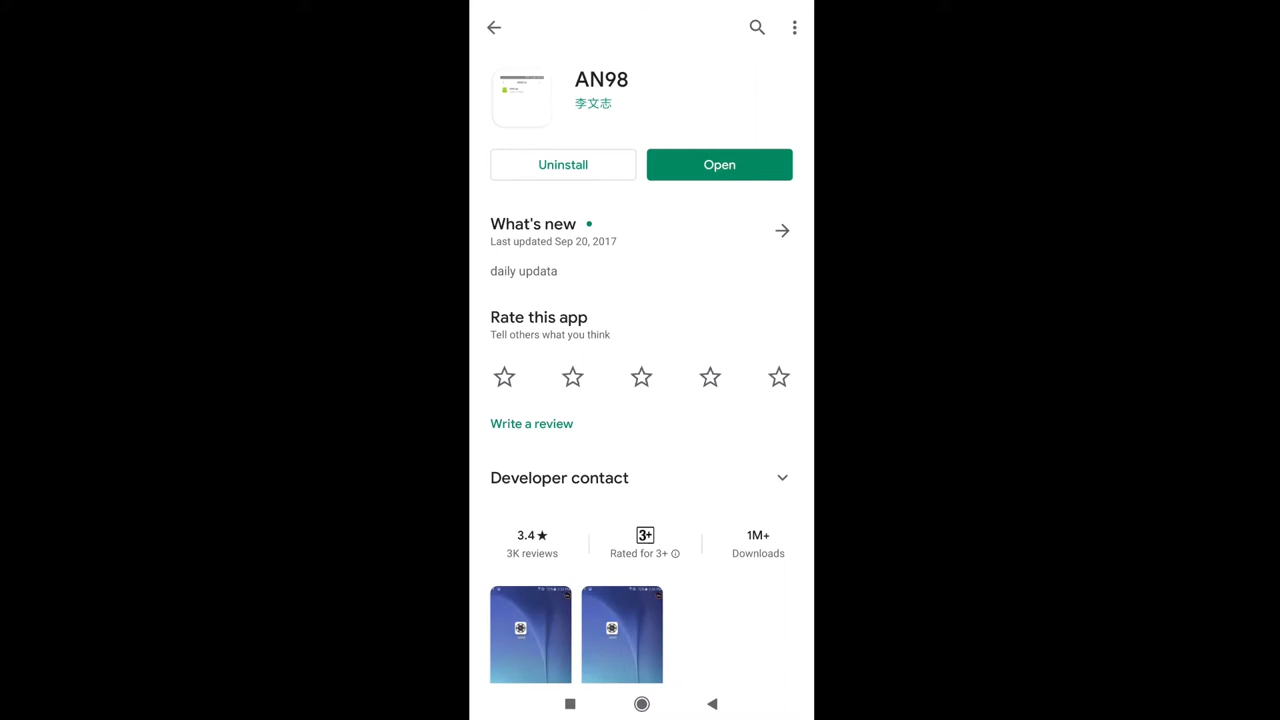 AN98
李文志
Uninstall
Open
What's new
Last updated Sep 20, 2017
daily updata
Rate this app
Tell others what you think
Write a review
Developer contact
3.4★
3K reviews
3+
Rated for 3+
1M+
Downloads